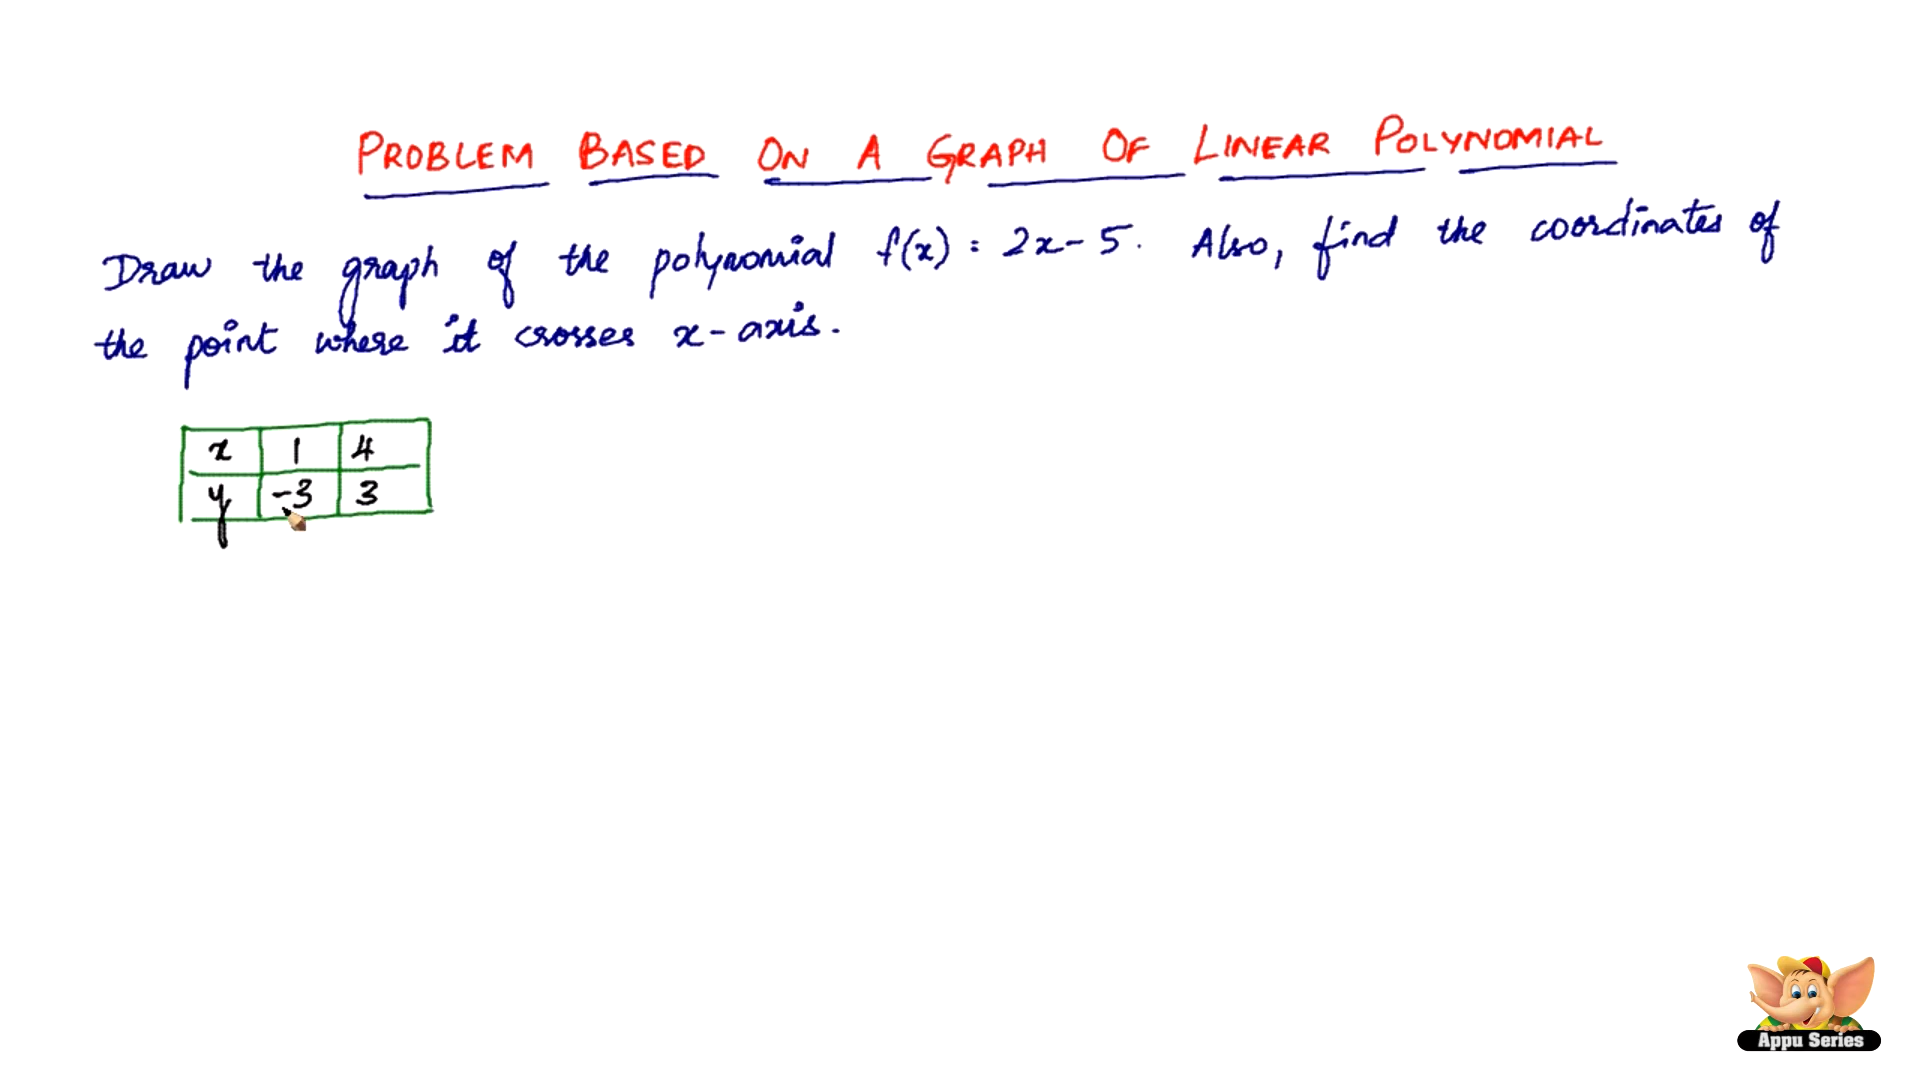 PROBLEM BASED ON A GRAPH OF LINEAR POLYNOMIAL
Draw the graph of the polynomial f(x) = 2x - 5. Also, find the coordinates of
the point where it crosses x-axis.
x 1 4
y -3 3
Appu Series